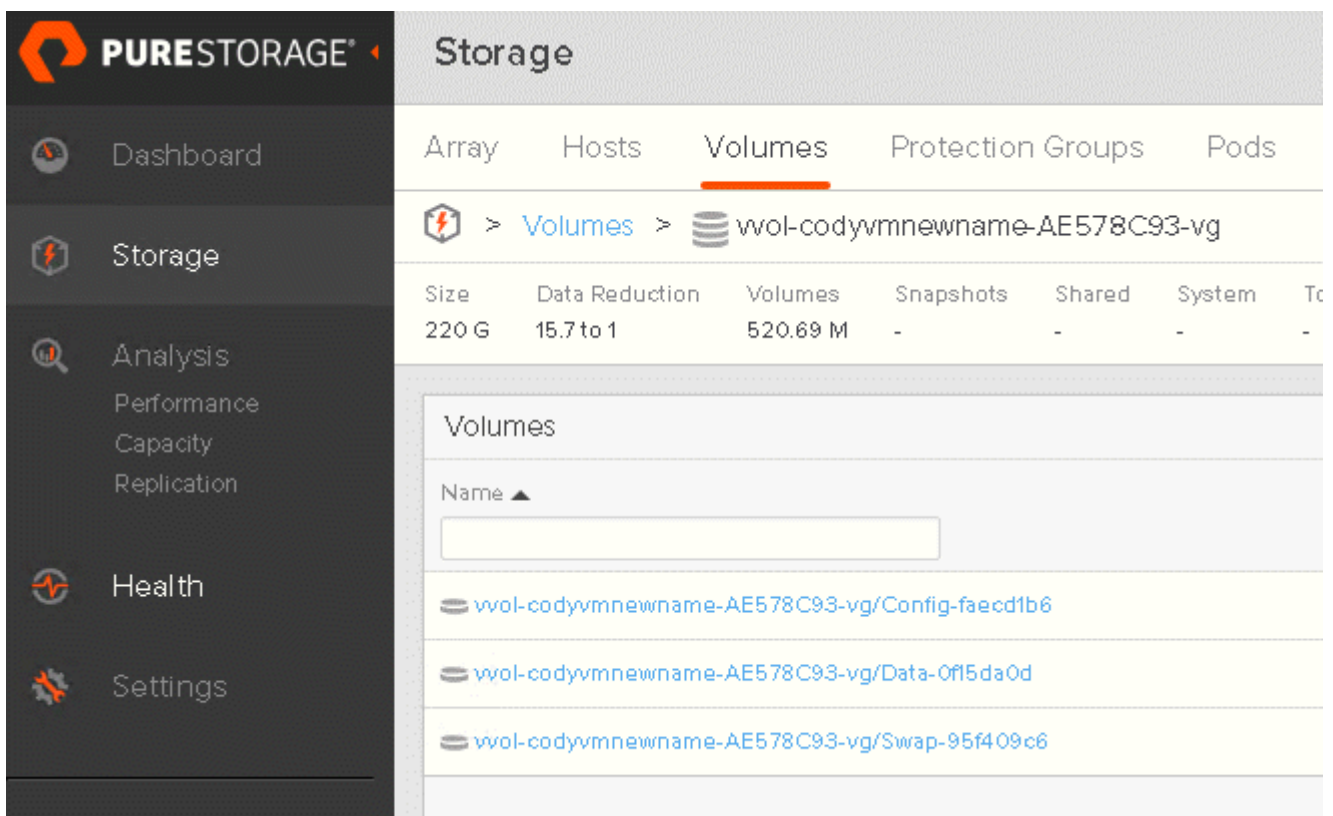 PURESTORAGE®
Storage
Dashboard
Storage
Analysis
Performance
Capacity
Replication
Health
Settings
Array Hosts Volumes Protection Groups Pods
> Volumes > vvol-codyvmnewname-AE578C93-vg
Size Data Reduction Volumes Snapshots Shared System
220 G 15.7 to 1 520.69 M - - - -
Volumes
Name
vvol-codyvmnewname-AE578C93-vg/Config-faecd1b6
vvol-codyvmnewname-AE578C93-vg/Data-0f15da0d
vvol-codyvmnewname-AE578C93-vg/Swap-95f409c6